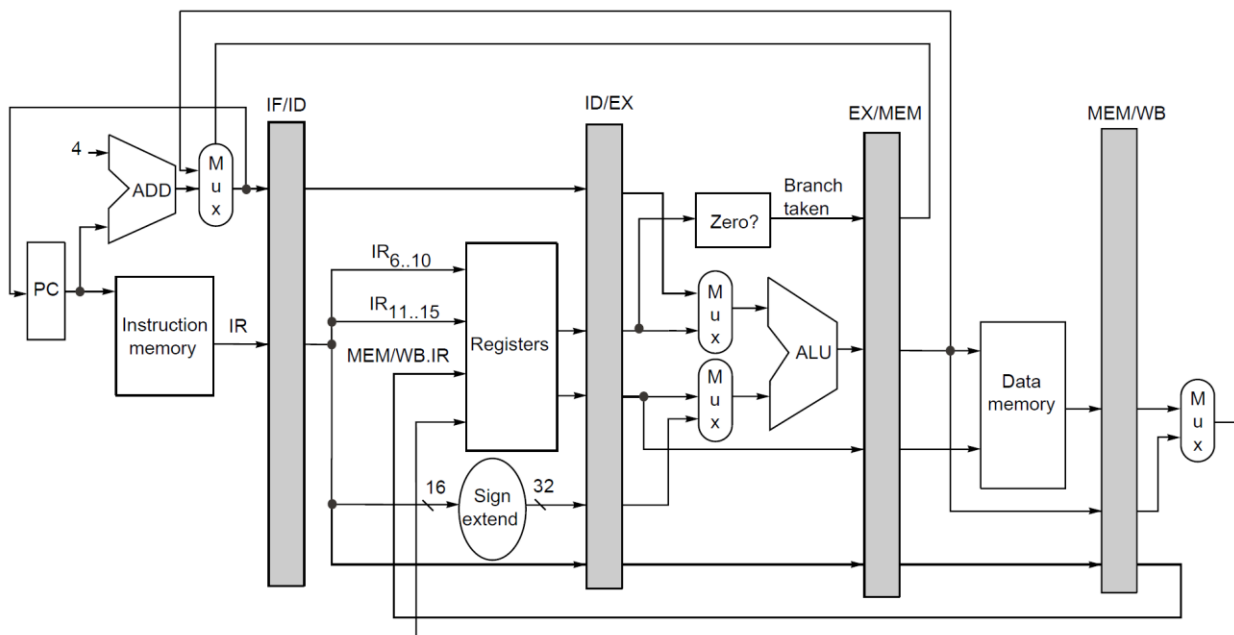 IF/ID
ID/EX
EX/MEM
MEM/WB
4
ADD
M
u
x
Branch
taken
Zero?
IR6..10
PC
Instruction
memory
IR
IR11..15
MEM/WB.IR
Registers
M
u
x
ALU
M
u
x
Data
memory
M
u
x
16
Sign
extend
32